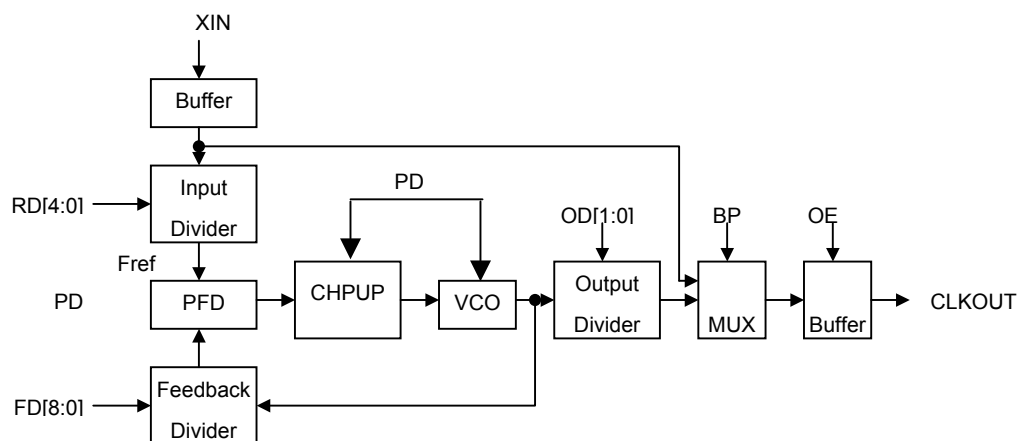 XIN
Buffer
Input
Divider
RD[4:0]
PD
OD[1:0]
BP
OE
Fref
PD
PFD
CHPUP
VCO
Output
Divider
MUX
Buffer
CLKOUT
FD[8:0]
Feedback
Divider